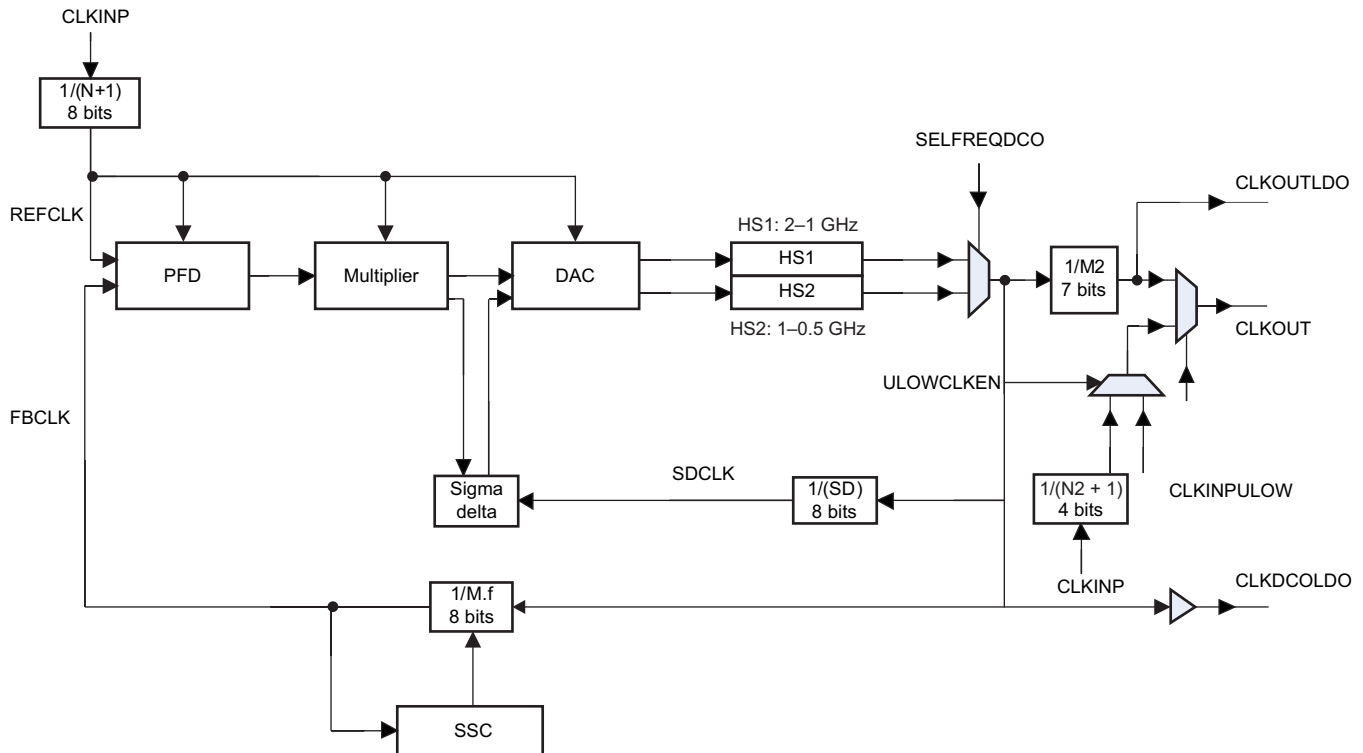 CLKINP
1/(N+1)
8 bits
SELFREQDCO
CLKOUTLDO
REFCLK
HS1: 2–1 GHz
PFD
Multiplier
DAC
HS1
HS2
1/M2
7 bits
HS2: 1–0.5 GHz
CLKOUT
ULOWCLKEN
FBCLK
Sigma
delta
SDCLK
1/(SD)
8 bits
1/(N2 + 1)
4 bits
CLKINPULOW
CLKINP
CLKDCOLDO
1/M.f
8 bits
SSC